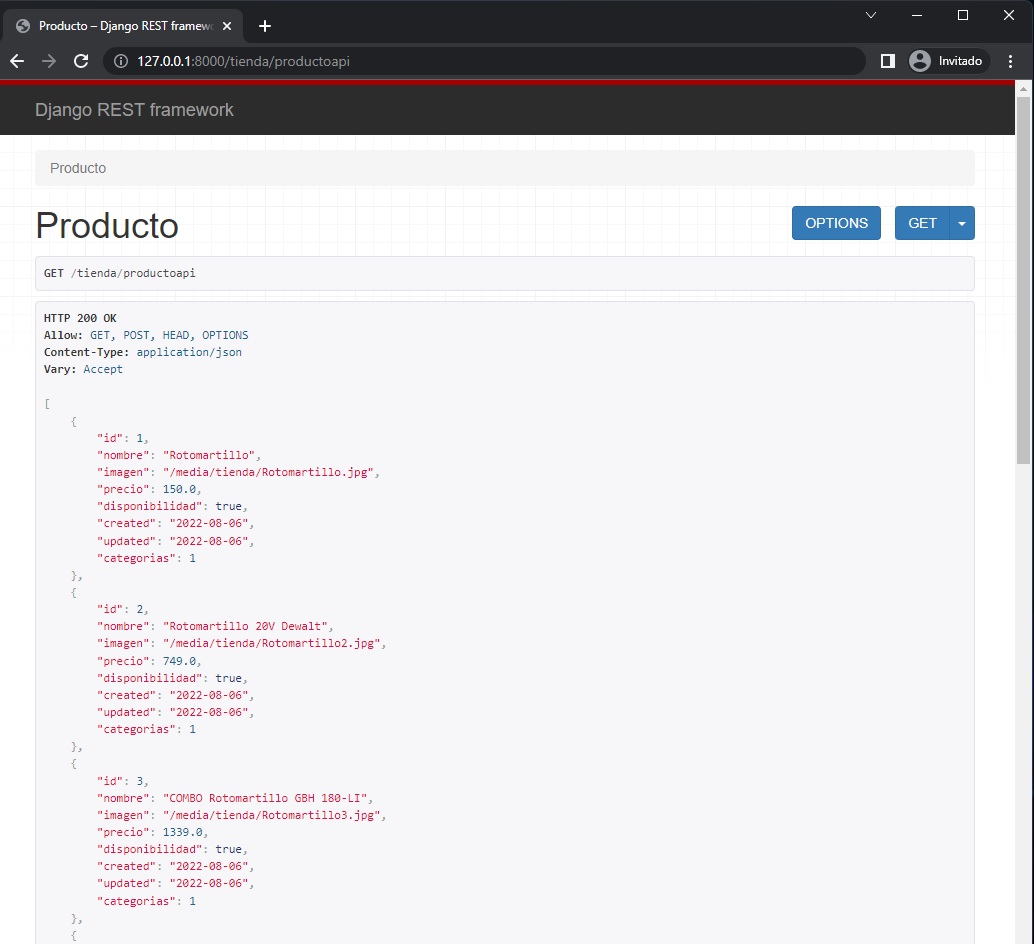 Producto – Django REST framew
127.0.0.1:8000/tienda/productoapi
Invitado
Django REST framework
Producto
Producto
OPTIONS
GET
GET /tienda/productoapi
HTTP 200 OK
Allow: GET, POST, HEAD, OPTIONS
Content-Type: application/json
Vary: Accept
[
{
"id": 1,
"nombre": "Rotomartillo",
"imagen": "/media/tienda/Rotomartillo.jpg",
"precio": 150.0,
"disponibilidad": true,
"created": "2022-08-06",
"updated": "2022-08-06",
"categorias": 1
},
{
"id": 2,
"nombre": "Rotomartillo 20V Dewalt",
"imagen": "/media/tienda/Rotomartillo2.jpg",
"precio": 749.0,
"disponibilidad": true,
"created": "2022-08-06",
"updated": "2022-08-06",
"categorias": 1
},
{
"id": 3,
"nombre": "COMBO Rotomartillo GBH 180-LI",
"imagen": "/media/tienda/Rotomartillo3.jpg",
"precio": 1339.0,
"disponibilidad": true,
"created": "2022-08-06",
"updated": "2022-08-06",
"categorias": 1
},
{